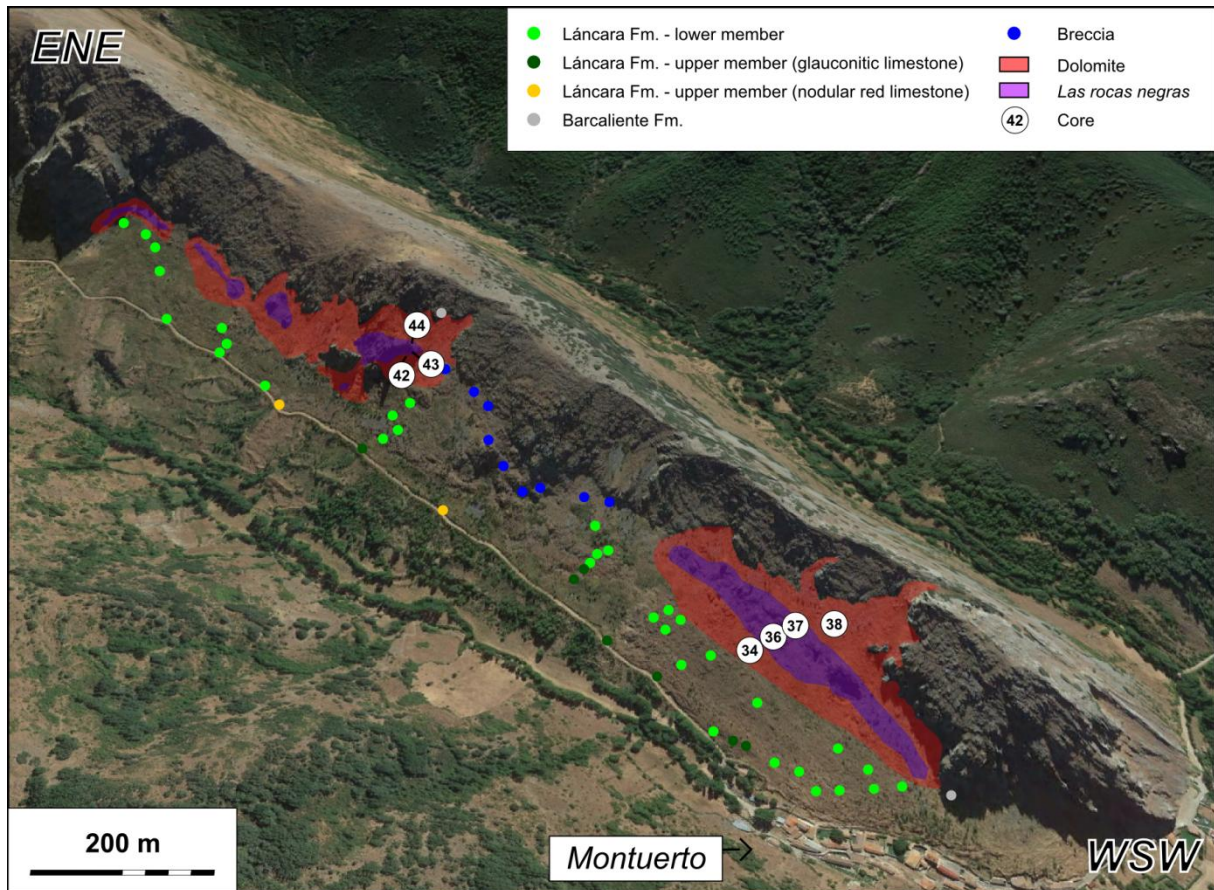 ENE
Láncara Fm. - lower member
Láncara Fm. - upper member (glauconitic limestone)
Láncara Fm. - upper member (nodular red limestone)
Barcaliente Fm.
Breccia
Dolomite
Las rocas negras
42 Core
44
43
42
37
38
36
34
200 m
Montuerto
WSW